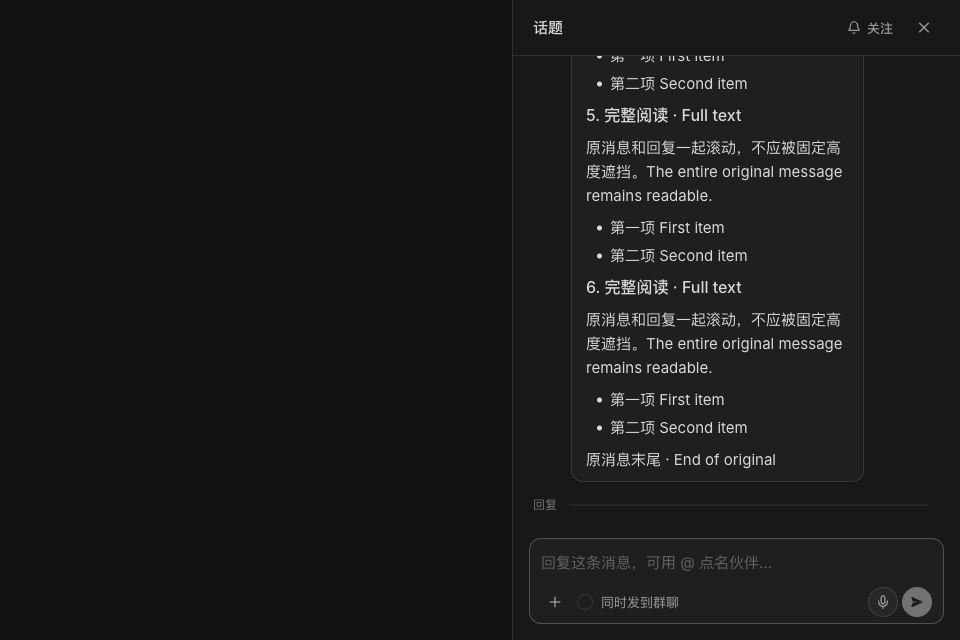 话题
关注
第一项 First item
第二项 Second item
5. 完整阅读 · Full text
原消息和回复一起滚动，不应被固定高
度遮挡。The entire original message
remains readable.
第一项 First item
第二项 Second item
6. 完整阅读 · Full text
原消息和回复一起滚动，不应被固定高
度遮挡。The entire original message
remains readable.
第一项 First item
第二项 Second item
原消息末尾 · End of original
回复
回复这条消息，可用 @ 点名伙伴...
同时发到群聊